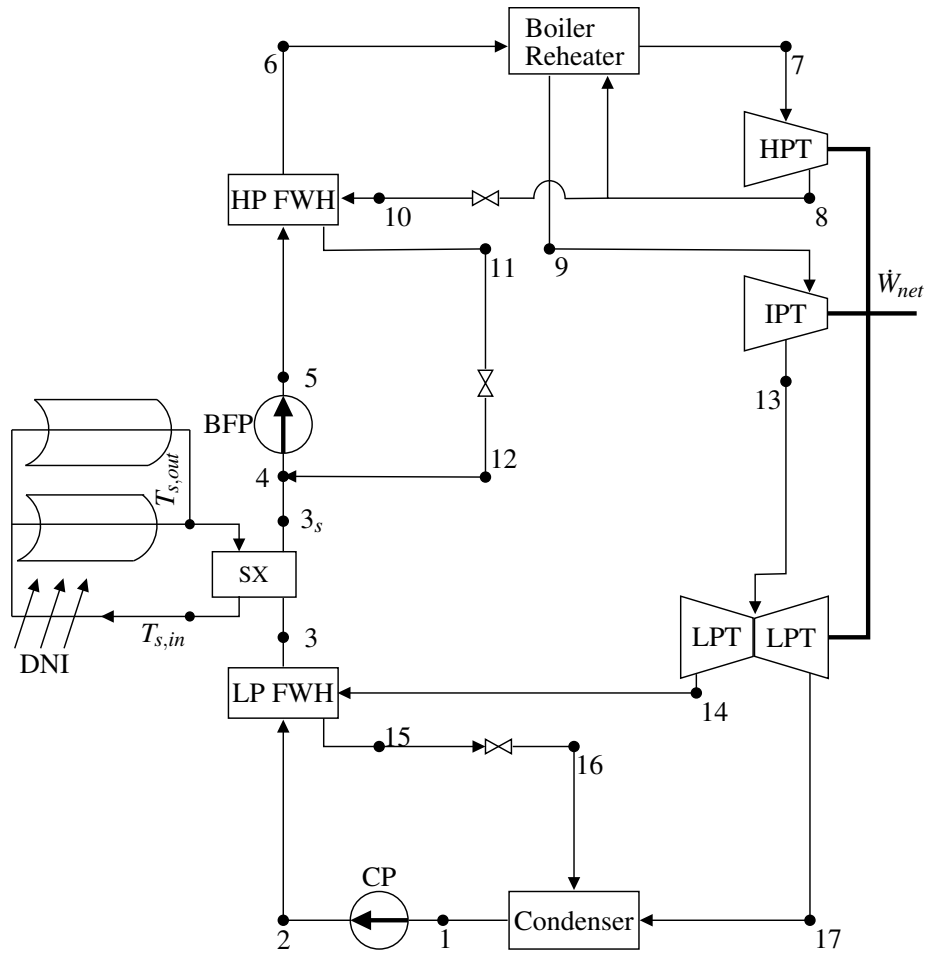 Boiler
Reheater
6
7
HPT
HP FWH
10
8
11
9
Ẇnet
IPT
5
13
BFP
12
4
Ts,out
3s
SX
Ts,in
3
DNI
LPT
LPT
LP FWH
14
15
16
CP
Condenser
2
1
17